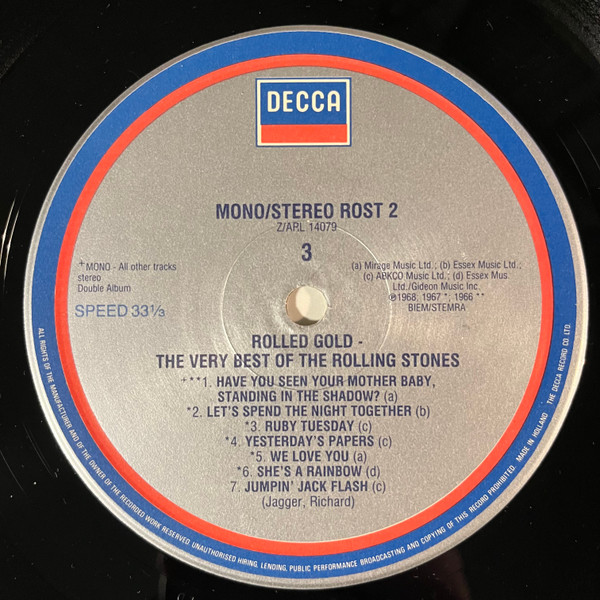 DECCA
MONO/STEREO ROST 2
Z/ARL 14079
3
+MONO - All other tracks
stereo
Double Album
SPEED 33⅓
(a) Mirage Music Ltd.; (b) Essex Music Ltd.;
(c) ABKCO Music Ltd.; (d) Essex Mus.
Ltd./Gideon Music Inc.
℗1968; 1967 *; 1966 **
BIEM/STEMRA
ROLLED GOLD -
THE VERY BEST OF THE ROLLING STONES
+**1. HAVE YOU SEEN YOUR MOTHER BABY,
STANDING IN THE SHADOW? (a)
*2. LET'S SPEND THE NIGHT TOGETHER (b)
*3. RUBY TUESDAY (c)
*4. YESTERDAY'S PAPERS (c)
*5. WE LOVE YOU (a)
*6. SHE'S A RAINBOW (d)
7. JUMPIN' JACK FLASH (c)
(Jagger, Richard)
ALL RIGHTS OF THE MANUFACTURER AND OF THE OWNER OF THE RECORDED WORK RESERVED UNAUTHORISED HIRING, LENDING, PUBLIC PERFORMANCE BROADCASTING AND COPYING OF THIS RECORD PROHIBITED. MADE IN HOLLAND THE DECCA RECORD CO. LTD.